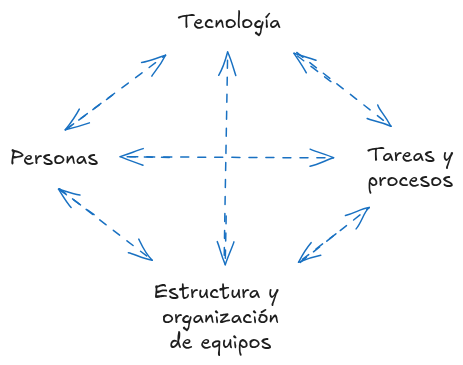 Tecnología
Personas
Tareas y
procesos
Estructura y
organización
de equipos